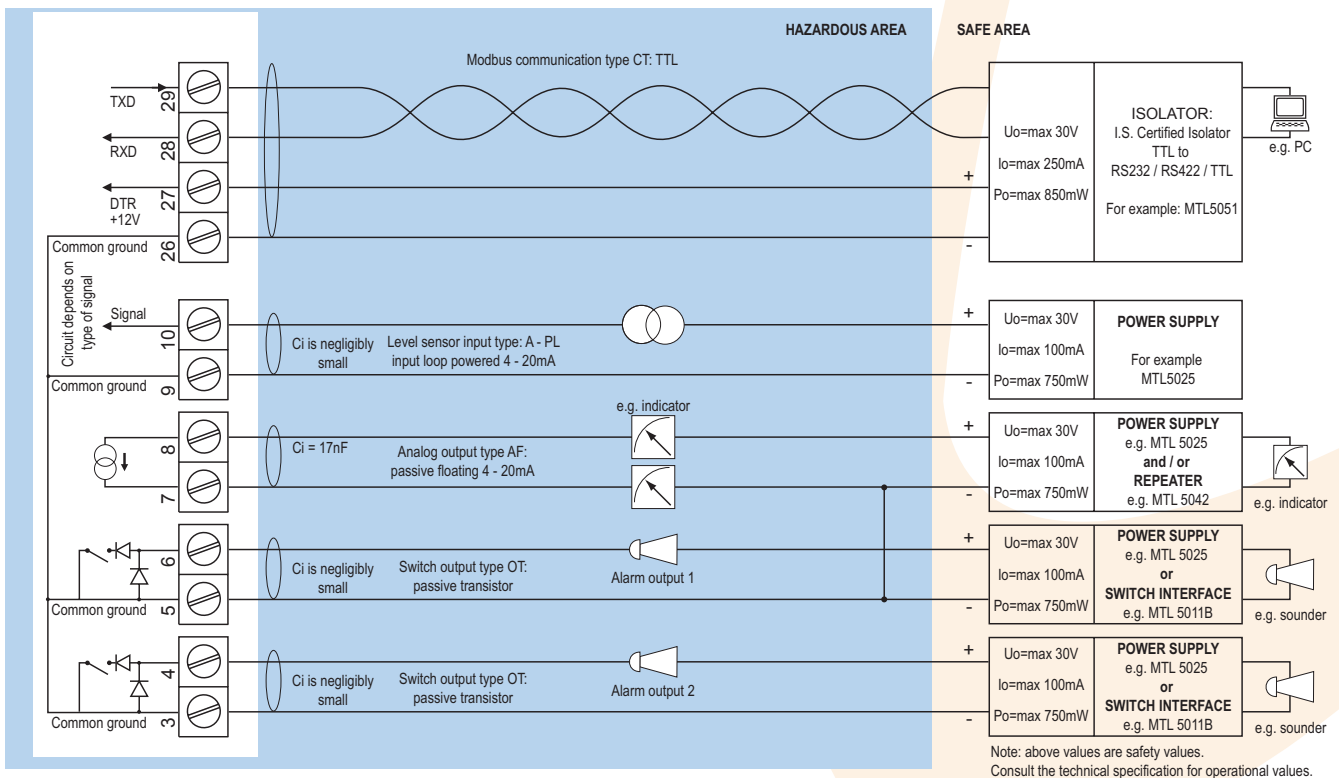 HAZARDOUS AREA
SAFE AREA
Modbus communication type CT: TTL
TXD
29
RXD
28
DTR
+12V
27
Common ground
26
Uo=max 30V
Io=max 250mA
Po=max 850mW
+
-
ISOLATOR:
I.S. Certified Isolator
TTL to
RS232 / RS422 / TTL
For example: MTL5051
e.g. PC
Circuit depends on
type of signal
Signal
10
Common ground
9
Ci is negligibly
small
Level sensor input type: A - PL
input loop powered 4 - 20mA
+
-
Uo=max 30V
Io=max 100mA
Po=max 750mW
POWER SUPPLY
For example
MTL5025
8
7
Ci = 17nF
Analog output type AF:
passive floating 4 - 20mA
e.g. indicator
+
-
Uo=max 30V
Io=max 100mA
Po=max 750mW
POWER SUPPLY
e.g. MTL 5025
and / or
REPEATER
e.g. MTL 5042
e.g. indicator
6
Common ground
5
Ci is negligibly
small
Switch output type OT:
passive transistor
Alarm output 1
+
-
Uo=max 30V
Io=max 100mA
Po=max 750mW
POWER SUPPLY
e.g. MTL 5025
or
SWITCH INTERFACE
e.g. MTL 5011B
e.g. sounder
4
Common ground
3
Ci is negligibly
small
Switch output type OT:
passive transistor
Alarm output 2
+
-
Uo=max 30V
Io=max 100mA
Po=max 750mW
POWER SUPPLY
e.g. MTL 5025
or
SWITCH INTERFACE
e.g. MTL 5011B
e.g. sounder
Note: above values are safety values.
Consult the technical specification for operational values.